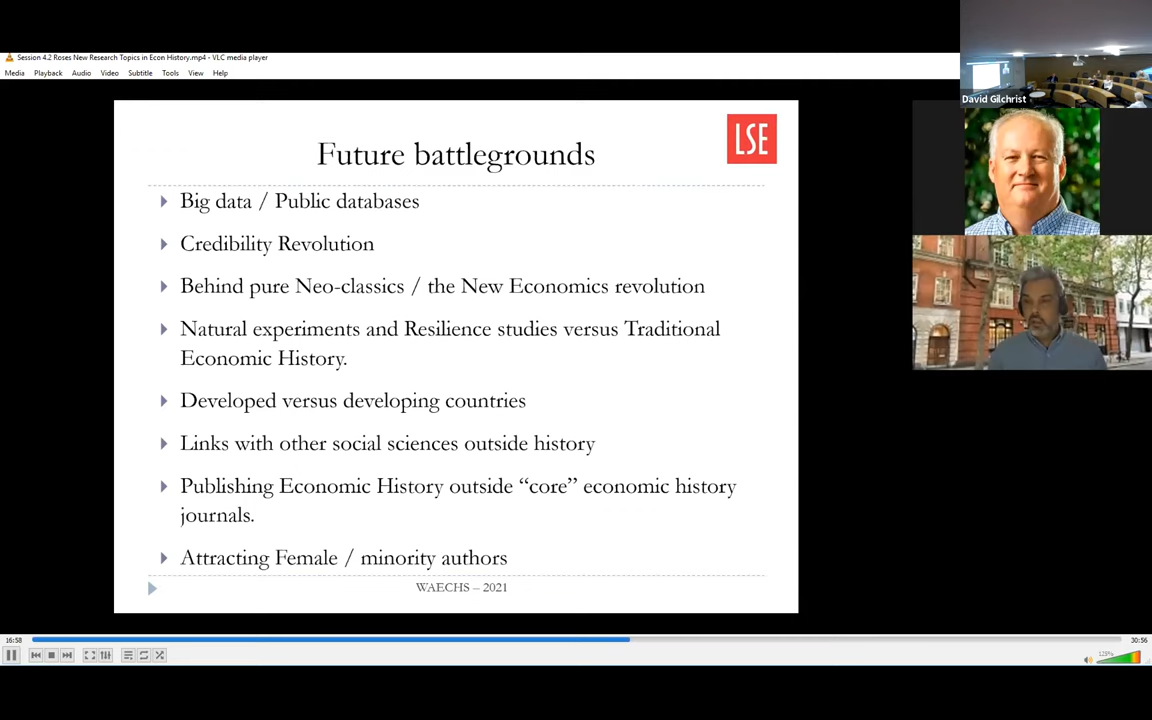 Session 4.2 Roses New Research Topics in Econ History.mp4 - VLC media player
Media Playback Audio Video Subtitle Tools View Help
David Gilchrist
LSE
Future battlegrounds
Big data / Public databases
Credibility Revolution
Behind pure Neo-classics / the New Economics revolution
Natural experiments and Resilience studies versus Traditional
Economic History.
Developed versus developing countries
Links with other social sciences outside history
Publishing Economic History outside “core” economic history
journals.
Attracting Female / minority authors
WAECHS – 2021
16:58
30:56
125%